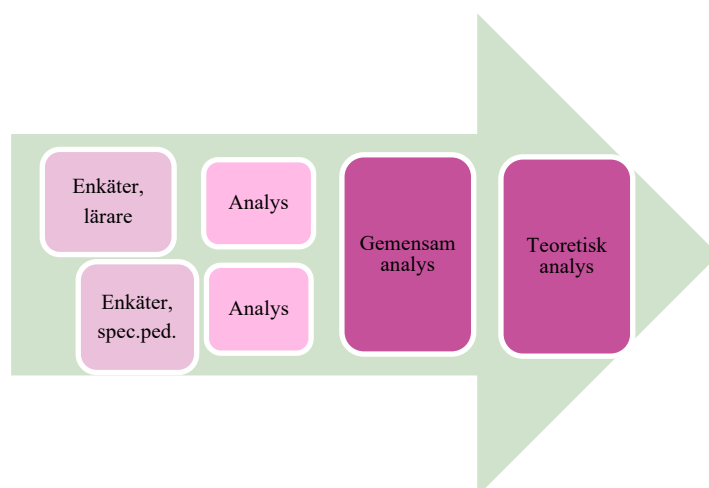 Enkäter,
lärare
Analys
Enkäter,
spec.ped.
Analys
Gemensam
analys
Teoretisk
analys